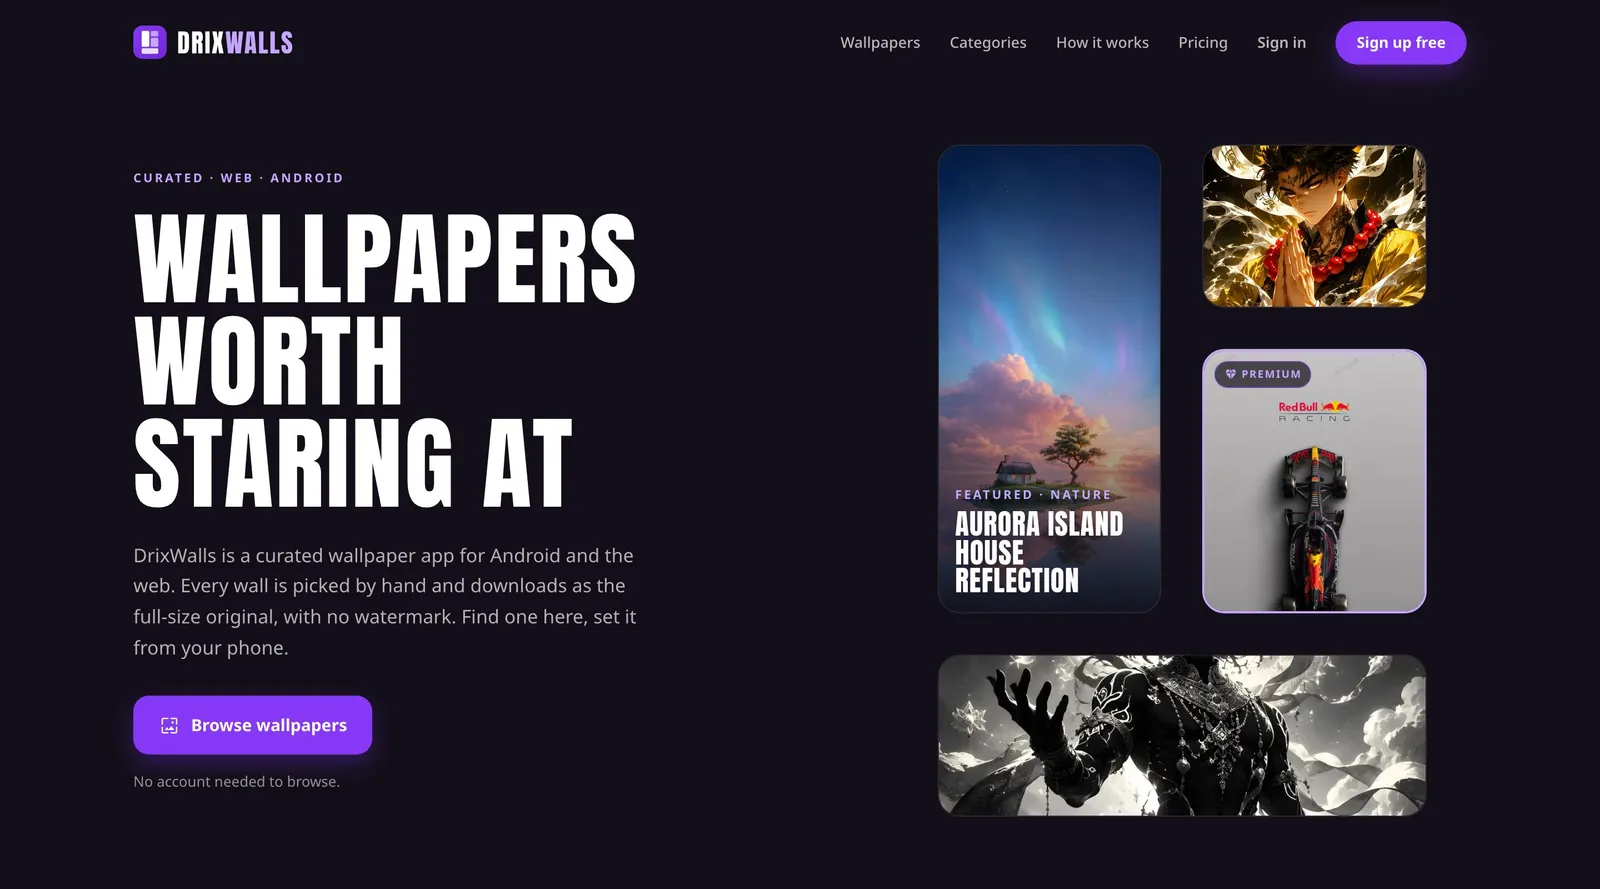 DRIXWALLS
Wallpapers Categories How it works Pricing Sign in Sign up free
CURATED · WEB · ANDROID
WALLPAPERS
WORTH
STARING AT
DrixWalls is a curated wallpaper app for Android and the
web. Every wall is picked by hand and downloads as the
full-size original, with no watermark. Find one here, set it
from your phone.
Browse wallpapers
No account needed to browse.
FEATURED · NATURE
AURORA ISLAND
HOUSE
REFLECTION
PREMIUM
Red Bull
RACING